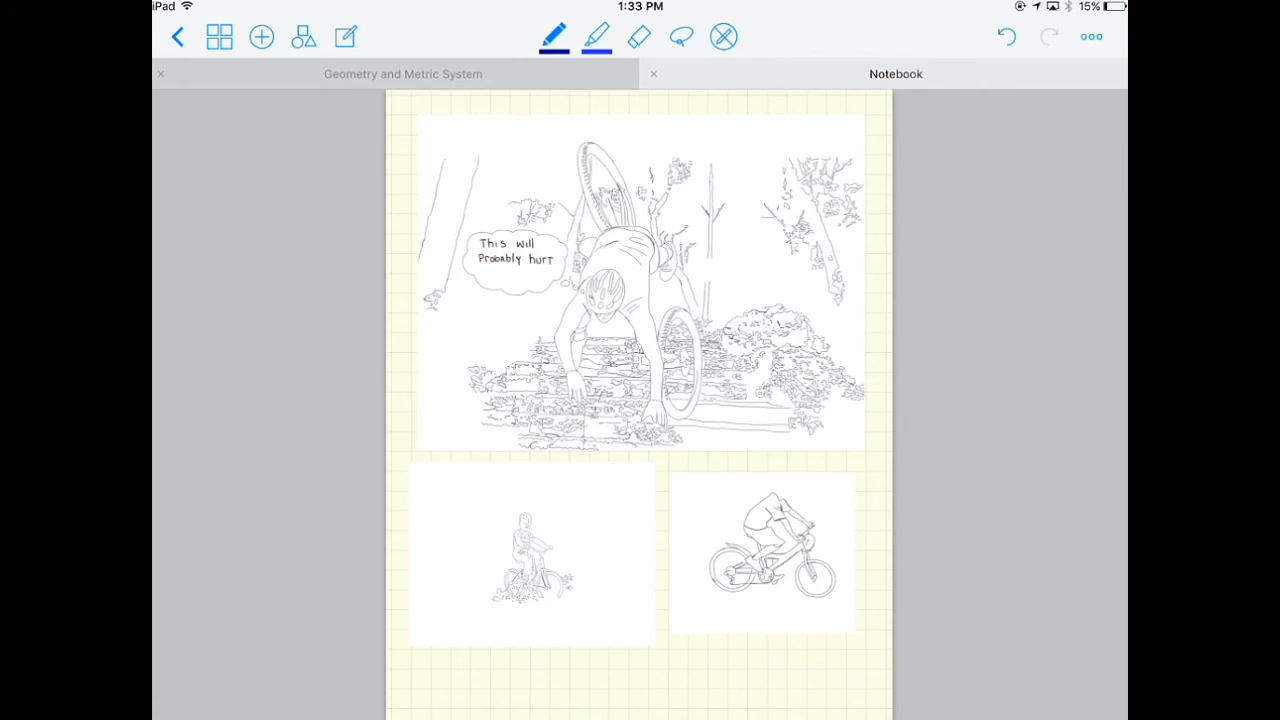 iPad
1:33 PM
15%
Geometry and Metric System
Notebook
This will
Probably hurt